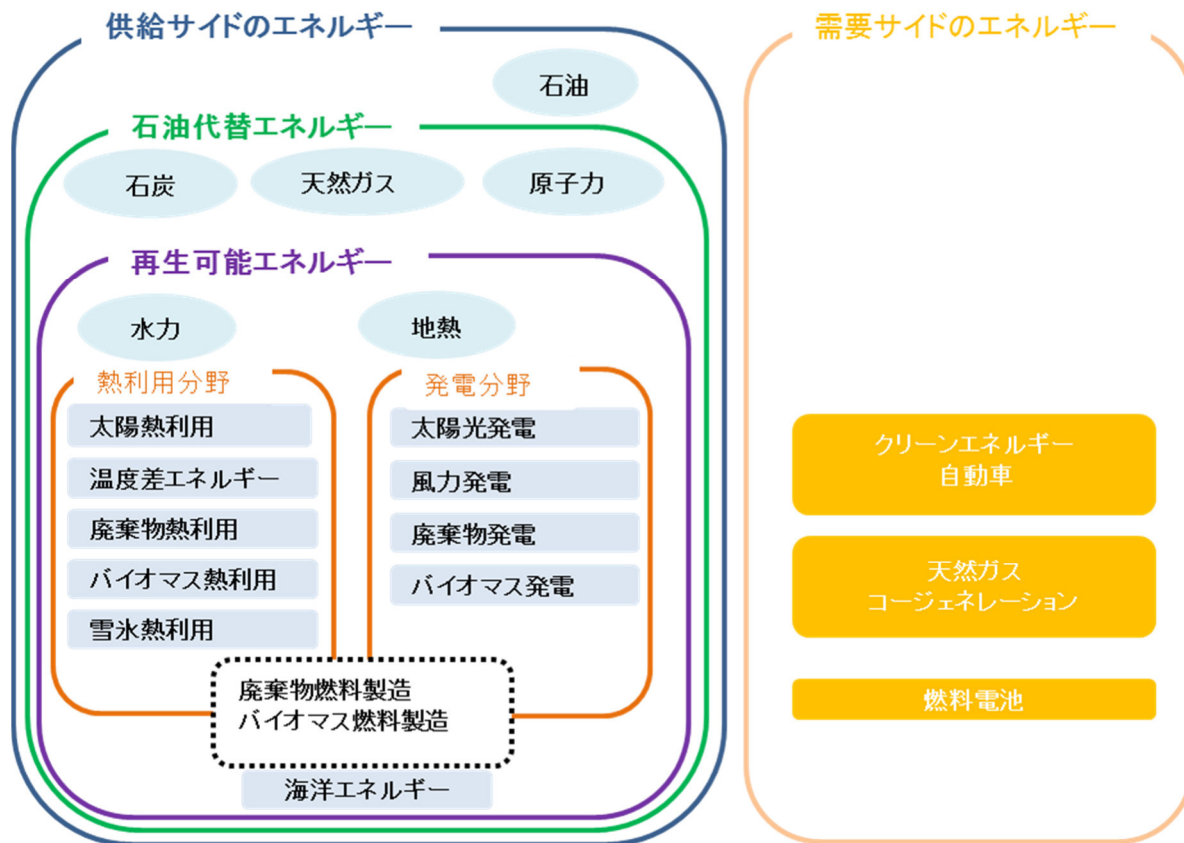 供給サイドのエネルギー
石油
石油代替エネルギー
石炭
天然ガス
原子力
再生可能エネルギー
水力
地熱
熱利用分野
太陽熱利用
温度差エネルギー
廃棄物熱利用
バイオマス熱利用
雪氷熱利用
発電分野
太陽光発電
風力発電
廃棄物発電
バイオマス発電
廃棄物燃料製造
バイオマス燃料製造
海洋エネルギー
需要サイドのエネルギー
クリーンエネルギー
自動車
天然ガス
コージェネレーション
燃料電池